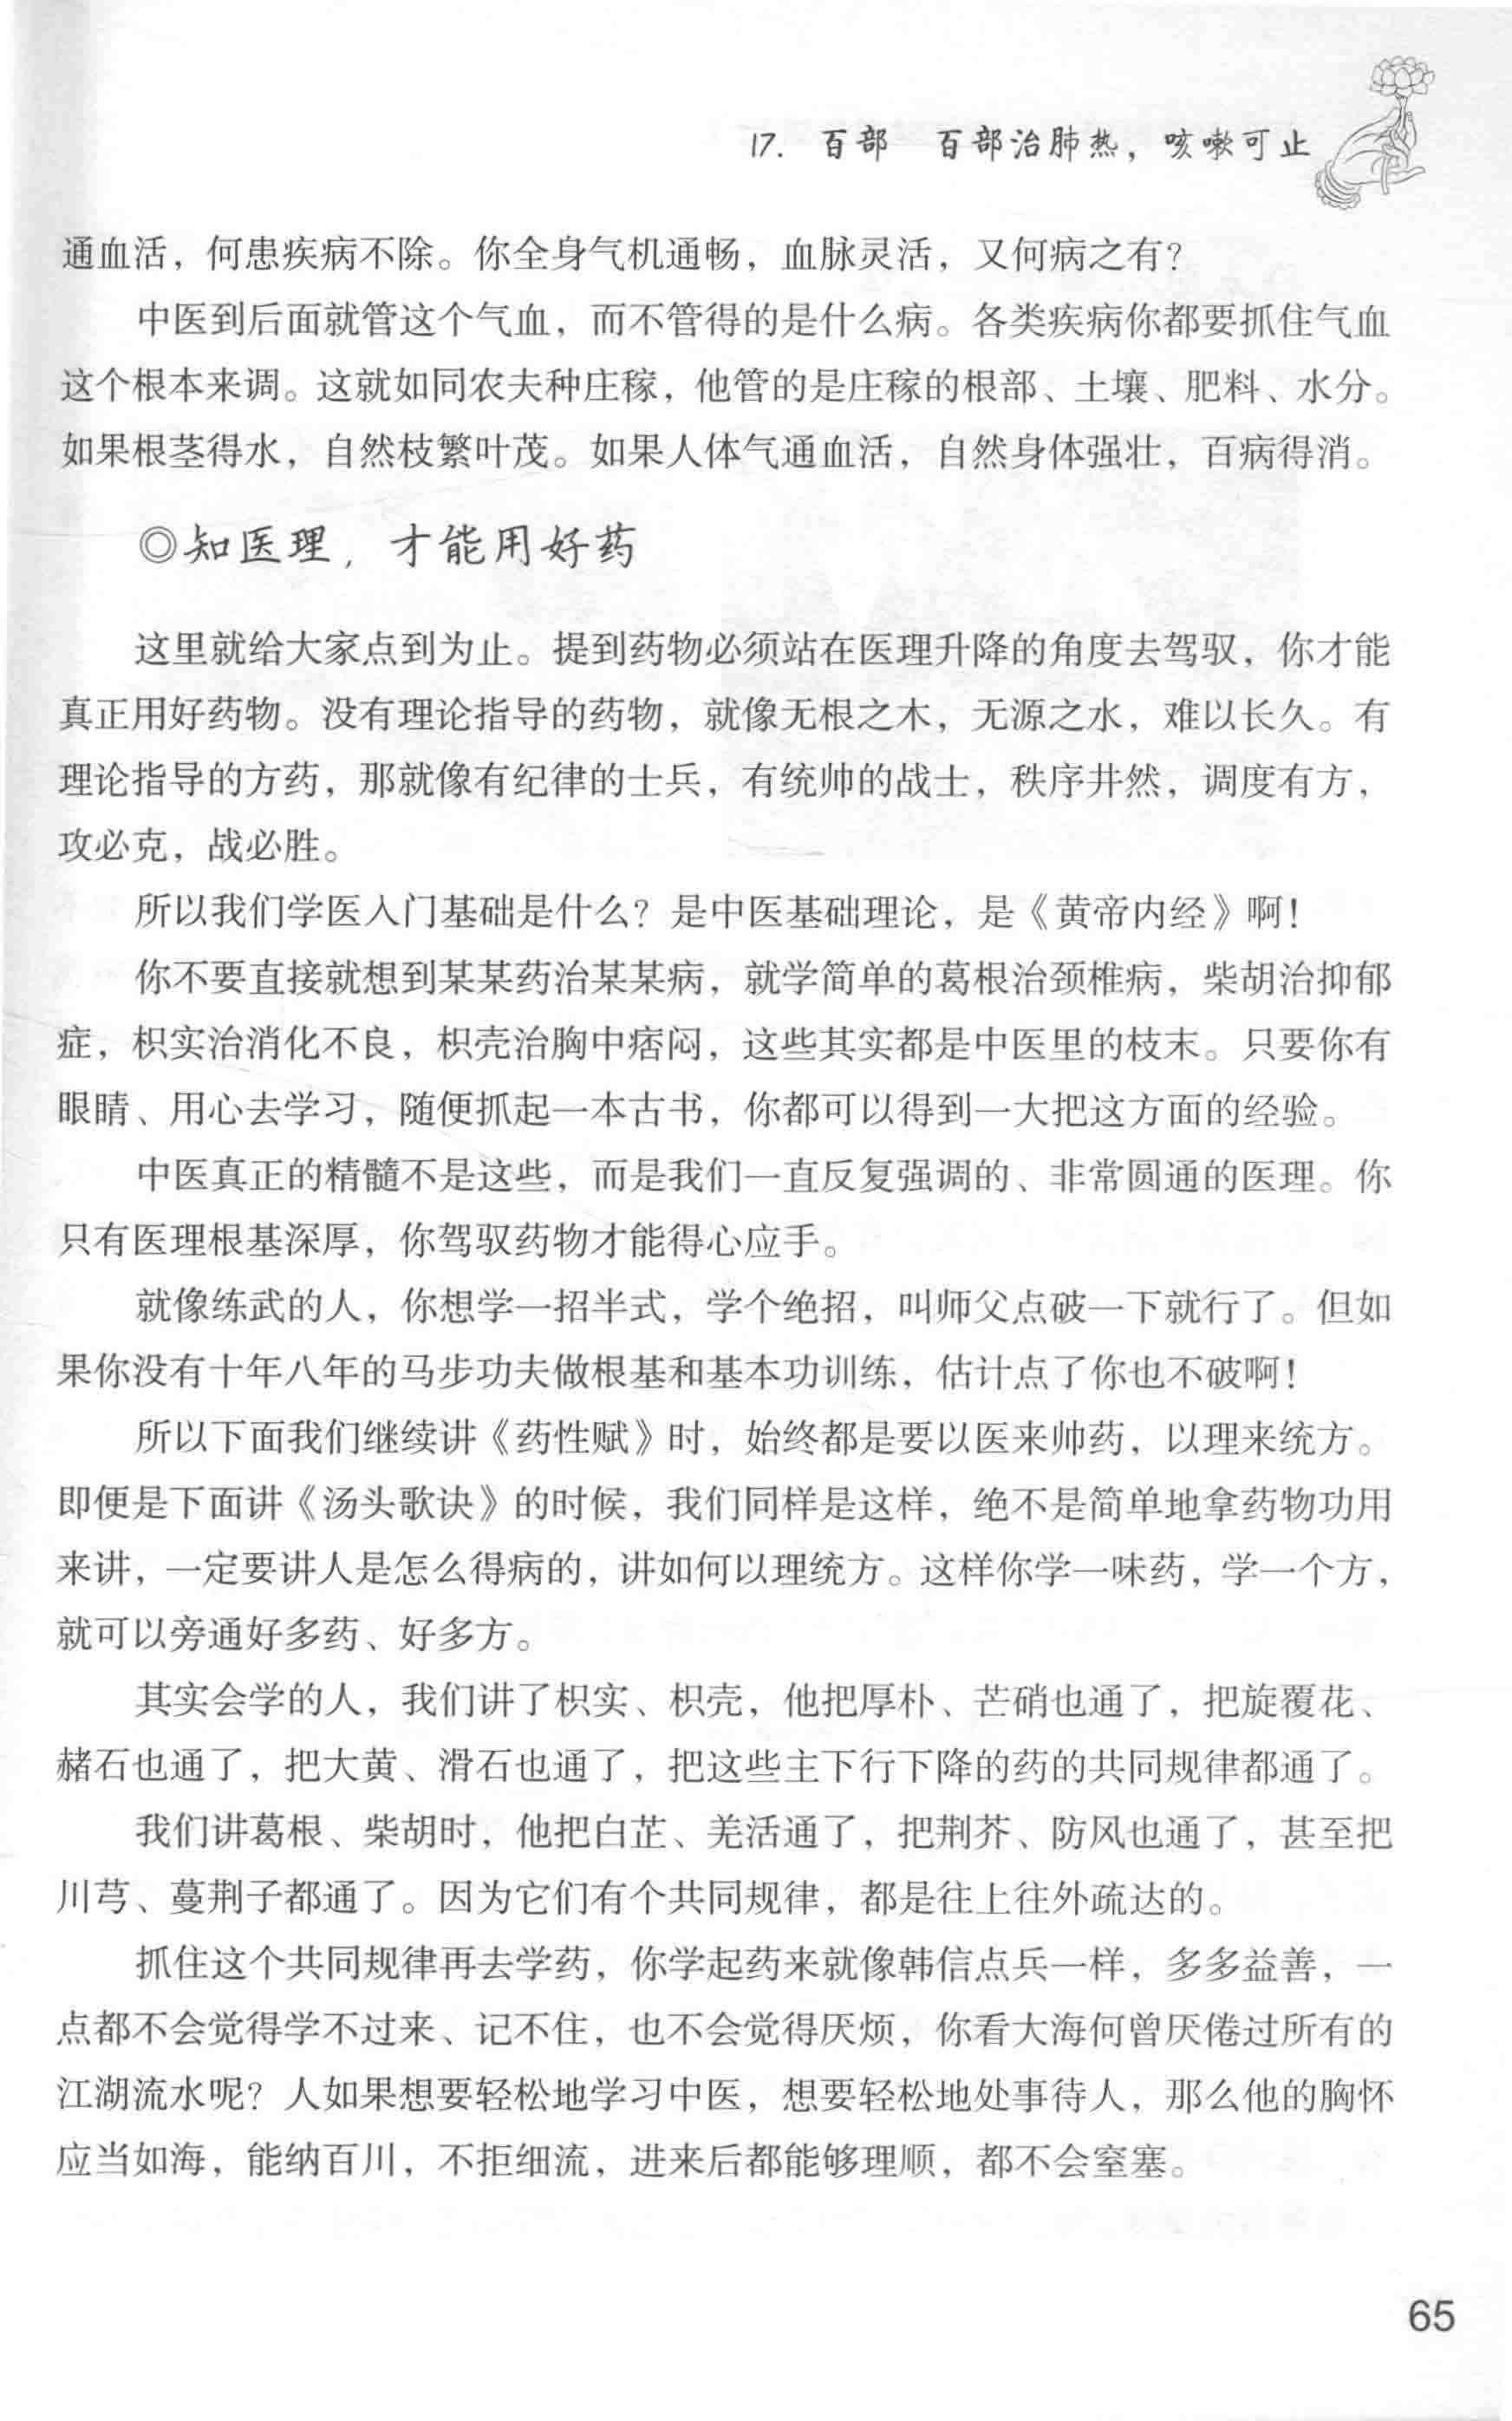 17. 百部　百部治肺热，咳嗽可止
通血活，何患疾病不除。你全身气机通畅，血脉灵活，又何病之有？
中医到后面就管这个气血，而不管得的是什么病。各类疾病你都要抓住气血
这个根本来调。这就如同农夫种庄稼，他管的是庄稼的根部、土壤、肥料、水分。
如果根茎得水，自然枝繁叶茂。如果人体气通血活，自然身体强壮，百病得消。
◎知医理，才能用好药
这里就给大家点到为止。提到药物必须站在医理升降的角度去驾驭，你才能
真正用好药物。没有理论指导的药物，就像无根之木，无源之水，难以长久。有
理论指导的方药，那就像有纪律的士兵，有统帅的战士，秩序井然，调度有方，
攻必克，战必胜。
所以我们学医入门基础是什么？是中医基础理论，是《黄帝内经》啊！
你不要直接就想到某某药治某某病，就学简单的葛根治颈椎病，柴胡治抑郁
症，枳实治消化不良，枳壳治胸中痞闷，这些其实都是中医里的枝末。只要你有
眼睛、用心去学习，随便抓起一本古书，你都可以得到一大把这方面的经验。
中医真正的精髓不是这些，而是我们一直反复强调的、非常圆通的医理。你
只有医理根基深厚，你驾驭药物才能得心应手。
就像练武的人，你想学一招半式，学个绝招，叫师父点破一下就行了。但如
果你没有十年八年的马步功夫做根基和基本功训练，估计点了你也不破啊！
所以下面我们继续讲《药性赋》时，始终都是要以医来帅药，以理来统方。
即便是下面讲《汤头歌诀》的时候，我们同样是这样，绝不是简单地拿药物功用
来讲，一定要讲人是怎么得病的，讲如何以理统方。这样你学一味药，学一个方，
就可以旁通好多药、好多方。
其实会学的人，我们讲了枳实、枳壳，他把厚朴、芒硝也通了，把旋覆花、
赭石也通了，把大黄、滑石也通了，把这些主下行下降的药的共同规律都通了。
我们讲葛根、柴胡时，他把白芷、羌活通了，把荆芥、防风也通了，甚至把
川芎、蔓荆子都通了。因为它们有个共同规律，都是往上往外疏达的。
抓住这个共同规律再去学药，你学起药来就像韩信点兵一样，多多益善，一
点都不会觉得学不过来、记不住，也不会觉得厌烦，你看大海何曾厌倦过所有的
江湖流水呢？人如果想要轻松地学习中医，想要轻松地处事待人，那么他的胸怀
应当如海，能纳百川，不拒细流，进来后都能够理顺，都不会窒塞。
65